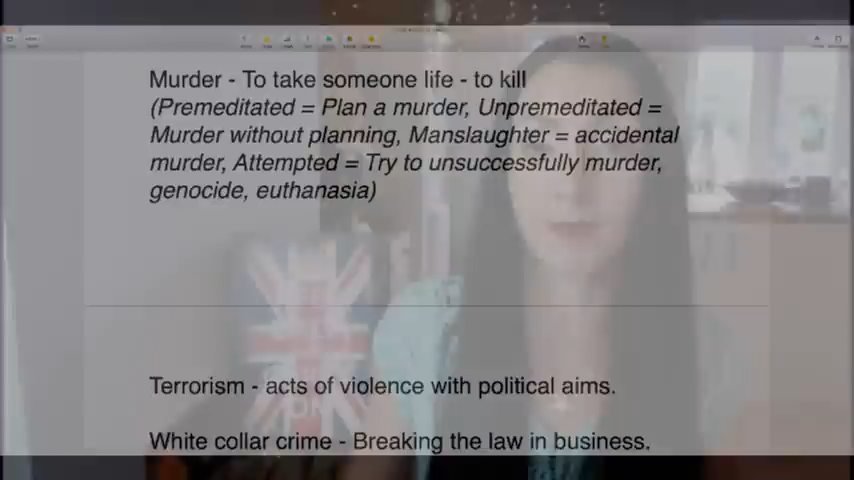 Murder - To take someone life - to kill
(Premeditated = Plan a murder, Unpremeditated =
Murder without planning, Manslaughter = accidental
murder, Attempted = Try to unsuccessfully murder,
genocide, euthanasia)
Terrorism - acts of violence with political aims.
White collar crime - Breaking the law in business.